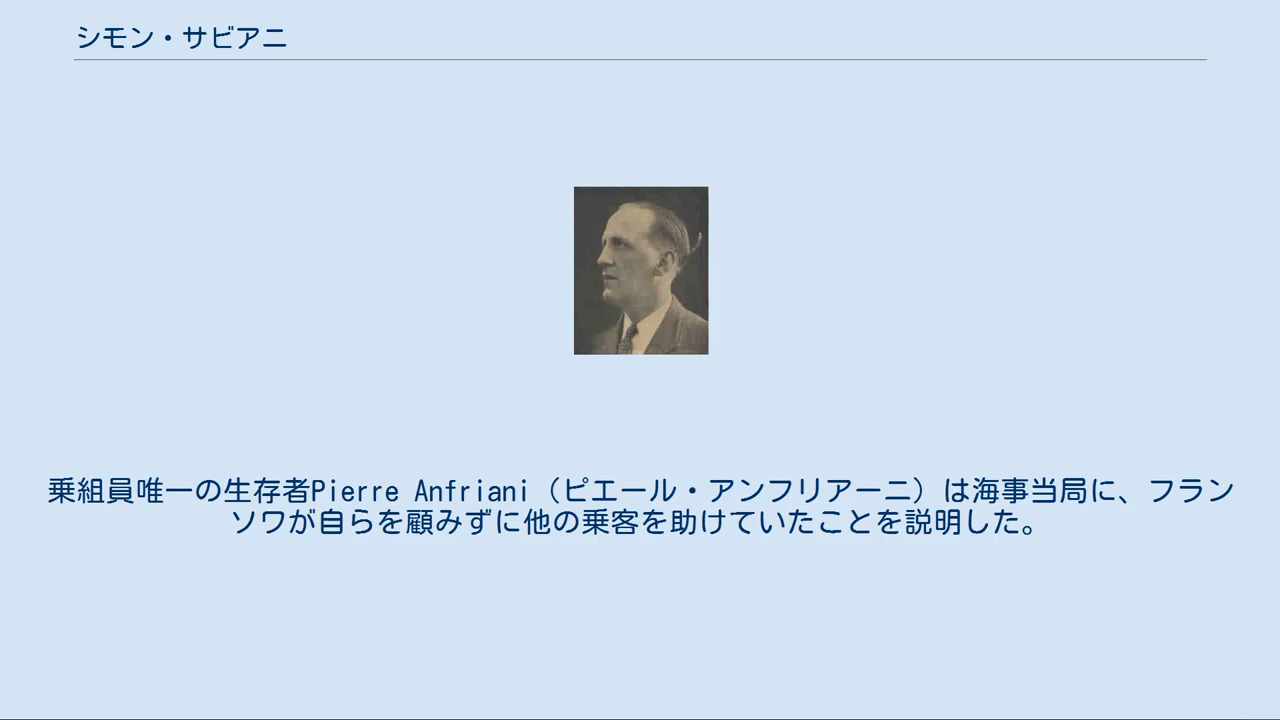 シモン・サビアニ
乗組員唯一の生存者Pierre Anfriani（ピエール・アンフリアーニ）は海事当局に、フラン
ソワが自らを顧みずに他の乗客を助けていたことを説明した。